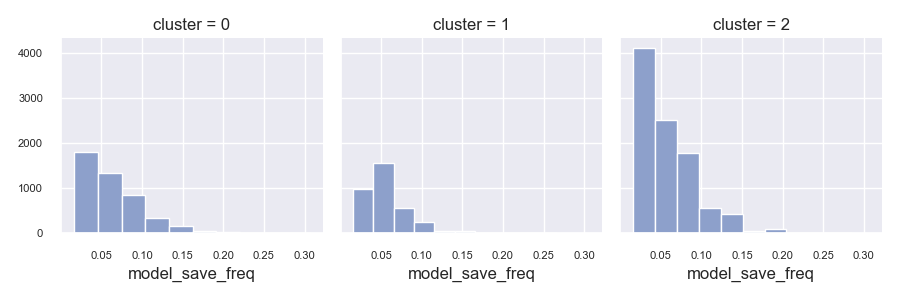 cluster = 0 cluster = 1 cluster = 2
4000
3000
2000
1000
0
0.05 0.10 0.15 0.20 0.25 0.30 0.05 0.10 0.15 0.20 0.25 0.30 0.05 0.10 0.15 0.20 0.25 0.30
model_save_freq model_save_freq model_save_freq